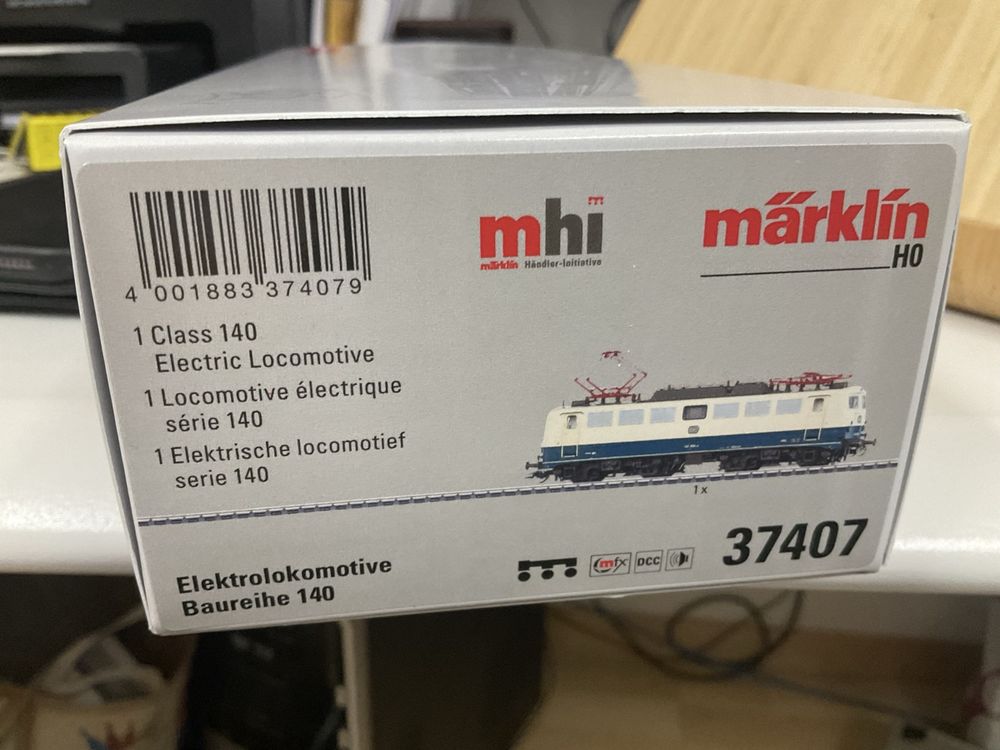 4 001883 374079
mhi
märklin Händler-Initiative
märklin
H0
1 Class 140
Electric Locomotive
1 Locomotive électrique
série 140
1 Elektrische locomotief
serie 140
1 x
Elektrolokomotive
Baureihe 140
mfx
DCC
37407